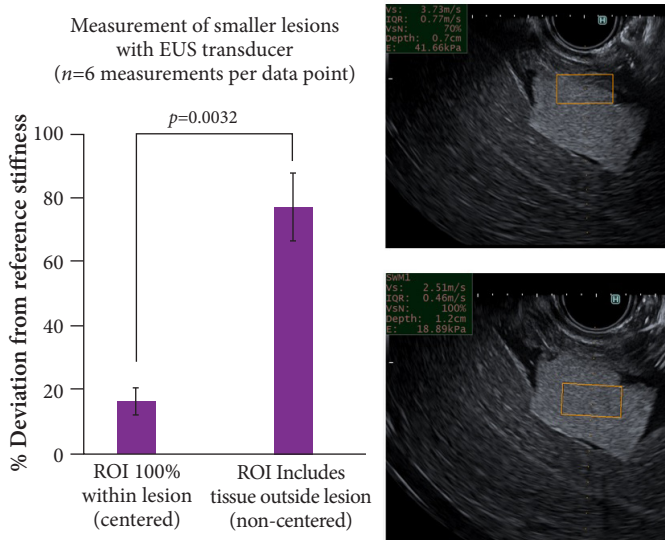 Measurement of smaller lesions
with EUS transducer
(n=6 measurements per data point)
% Deviation from reference stiffness
100
80
60
40
20
0
p=0.0032
ROI 100%
within lesion
(centered)
ROI Includes
tissue outside lesion
(non-centered)
Vs: 3.73m/s
IQR: 0.77m/s
VsN: 70%
Depth: 0.7cm
E: 41.66kPa
H
SWM1
Vs: 2.51m/s
IQR: 0.46m/s
VsN: 100%
Depth: 1.2cm
E: 18.89kPa
H